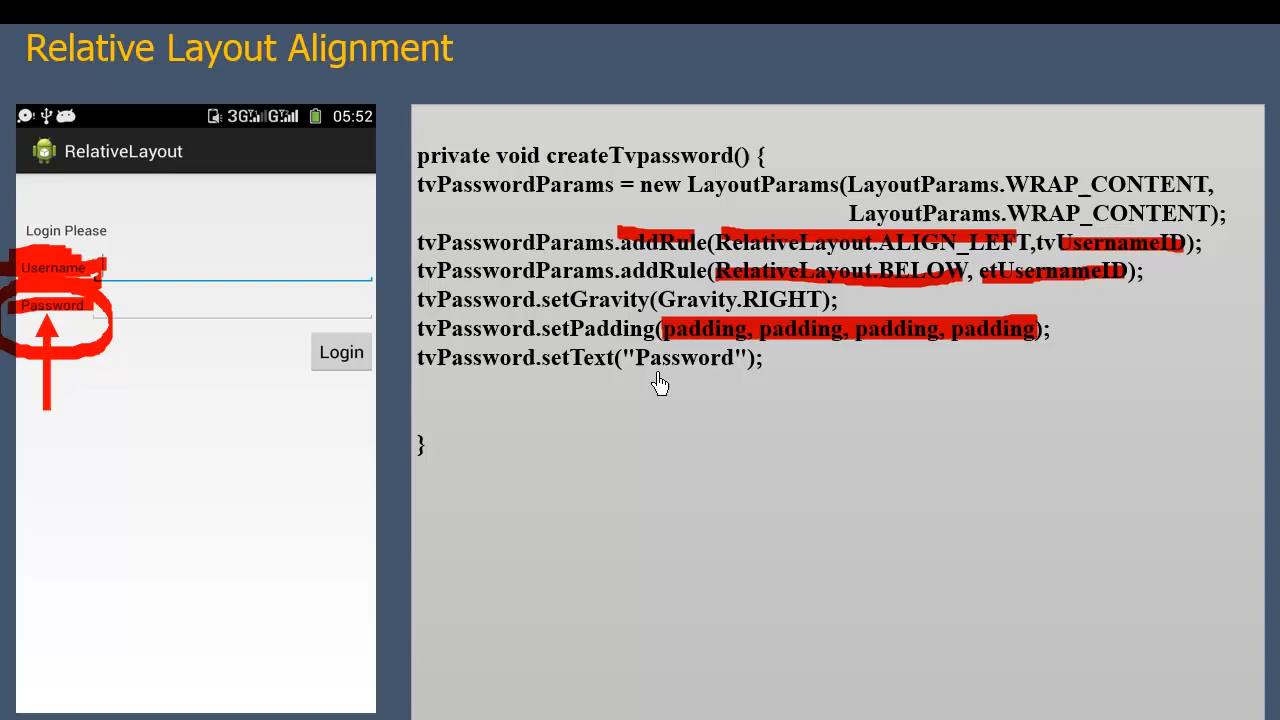 Relative Layout Alignment
3G G 05:52
RelativeLayout
Login Please
Username
Password
Login
private void createTvpassword() {
tvPasswordParams = new LayoutParams(LayoutParams.WRAP_CONTENT,
LayoutParams.WRAP_CONTENT);
tvPasswordParams.addRule(RelativeLayout.ALIGN_LEFT,tvUsernameID);
tvPasswordParams.addRule(RelativeLayout.BELOW, etUsernameID);
tvPassword.setGravity(Gravity.RIGHT);
tvPassword.setPadding(padding, padding, padding, padding);
tvPassword.setText("Password");
}